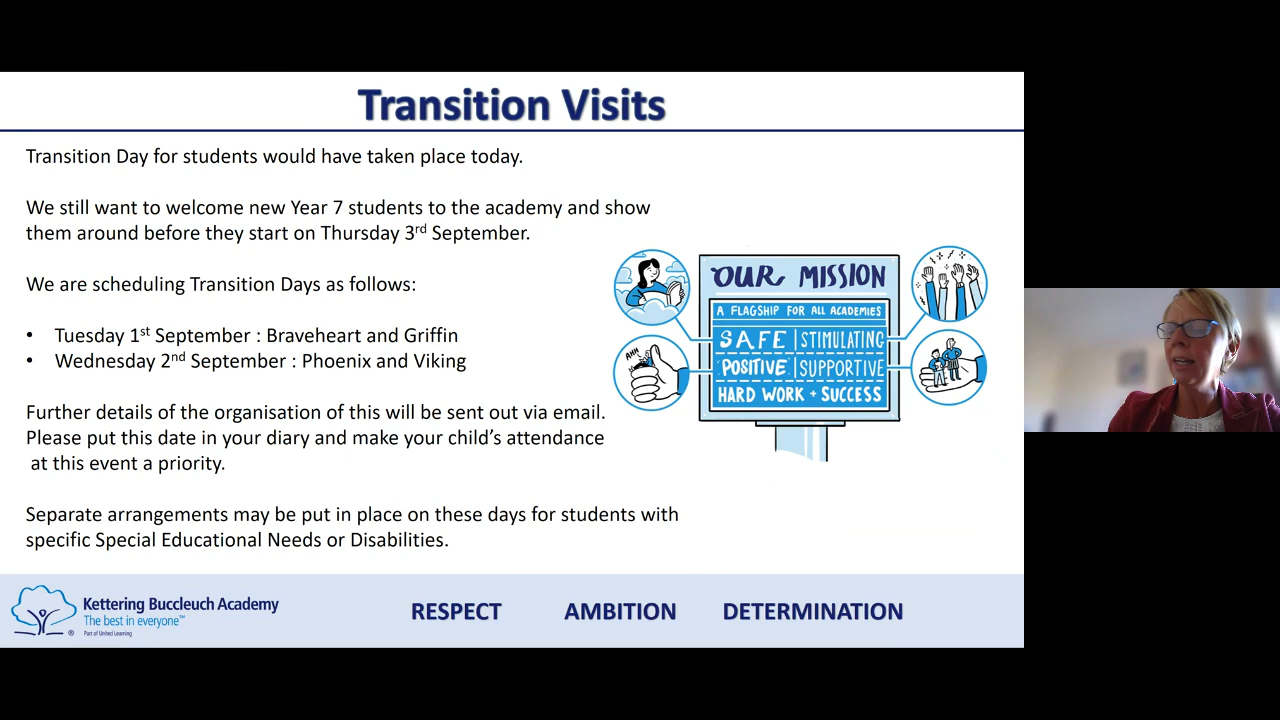 Transition Visits
Transition Day for students would have taken place today.
We still want to welcome new Year 7 students to the academy and show
them around before they start on Thursday 3rd September.
We are scheduling Transition Days as follows:
• Tuesday 1st September : Braveheart and Griffin
• Wednesday 2nd September : Phoenix and Viking
Further details of the organisation of this will be sent out via email.
Please put this date in your diary and make your child's attendance
at this event a priority.
Separate arrangements may be put in place on these days for students with
specific Special Educational Needs or Disabilities.
OUR MISSION
A FLAGSHIP FOR ALL ACADEMIES
SAFE | STIMULATING
POSITIVE | SUPPORTIVE
HARD WORK + SUCCESS
AHH
Kettering Buccleuch Academy
The best in everyone™
Part of United Learning
®
RESPECT AMBITION DETERMINATION